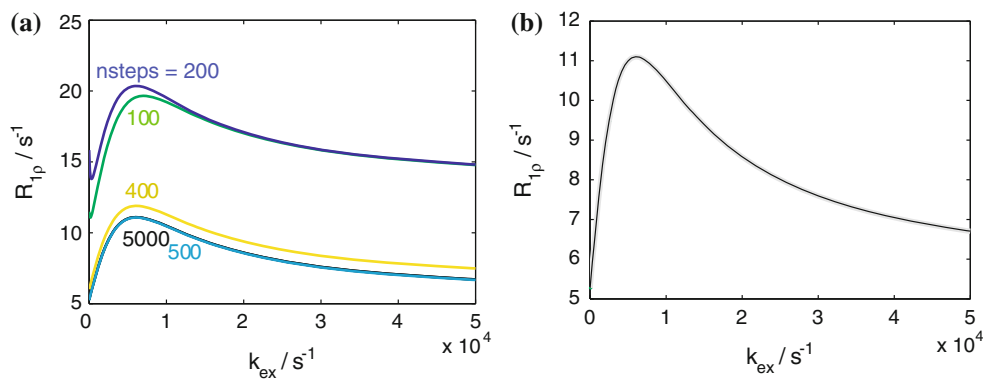 (a)
25
20
15
10
5
R1ρ / s-1
nsteps = 200
100
400
5000
500
0 1 2 3 4 5
x 10^4
kex / s-1
(b)
12
11
10
9
8
7
6
5
R1ρ / s-1
0 1 2 3 4 5
x 10^4
kex / s-1